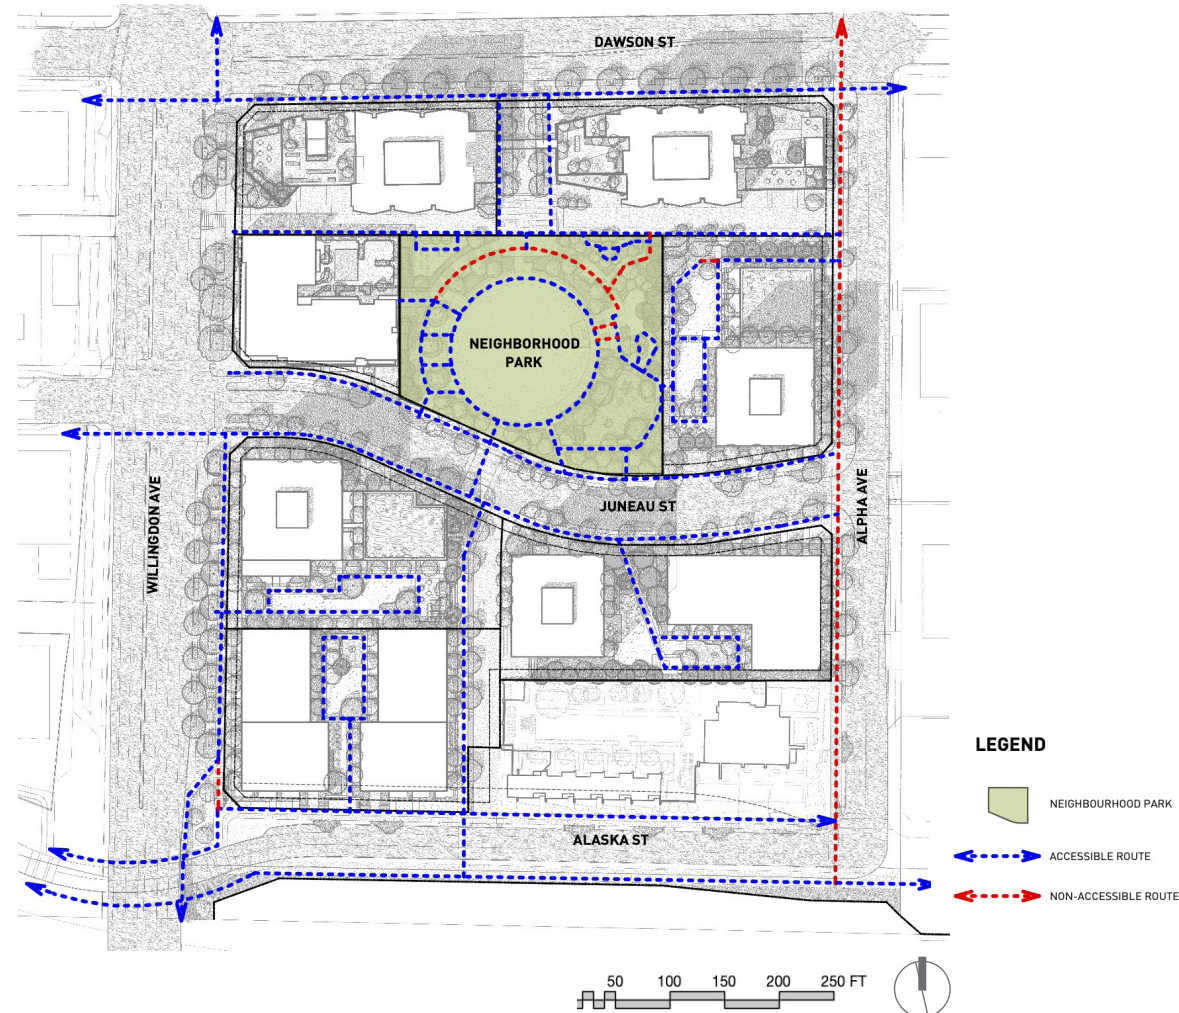 DAWSON ST
NEIGHBORHOOD
PARK
WILLINGDON AVE
JUNEAU ST
ALPHA AVE
ALASKA ST
LEGEND
NEIGHBOURHOOD PARK
ACCESSIBLE ROUTE
NON-ACCESSIBLE ROUTE
50 100 150 200 250 FT